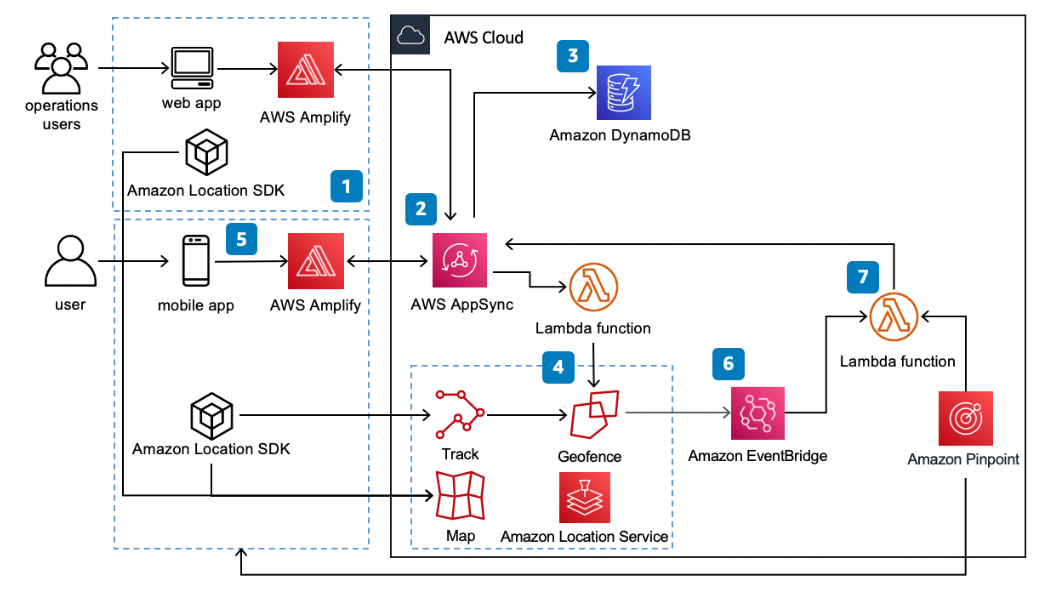 AWS Cloud
3
operations
users
web app
AWS Amplify
Amazon DynamoDB
Amazon Location SDK
1
2
5
user
mobile app
AWS Amplify
AWS AppSync
Lambda function
7
Lambda function
4
6
Amazon Location SDK
Track
Geofence
Amazon EventBridge
Amazon Pinpoint
Map
Amazon Location Service